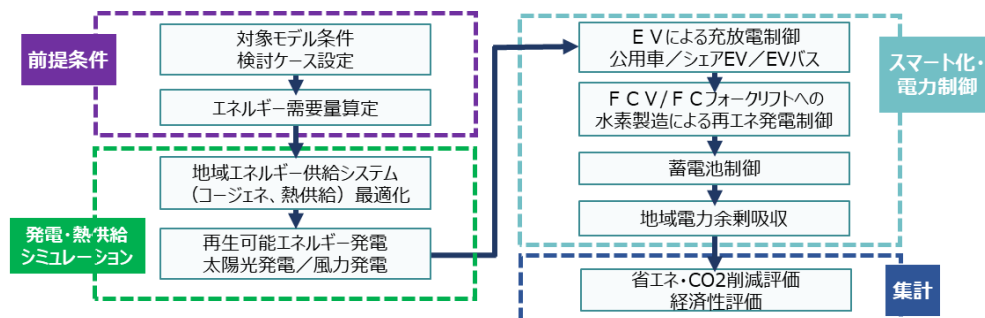 前提条件
対象モデル条件
検討ケース設定
エネルギー需要量算定
発電・熱供給
シミュレーション
地域エネルギー供給システム
（コージェネ、熱供給）最適化
再生可能エネルギー発電
太陽光発電／風力発電
ＥＶによる充放電制御
公用車／シェアEV／EVバス
ＦＣＶ/ＦＣフォークリフトへの
水素製造による再エネ発電制御
蓄電池制御
地域電力余剰吸収
スマート化・
電力制御
省エネ・CO2削減評価
経済性評価
集計